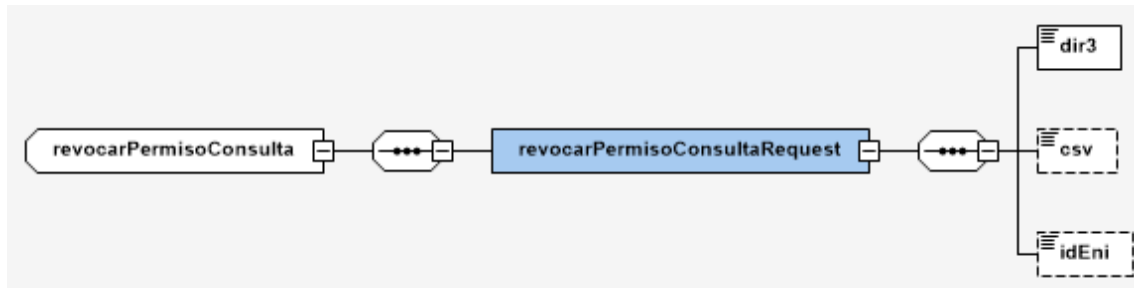 dir3
revocarPermisoConsulta
revocarPermisoConsultaRequest
csv
idEni